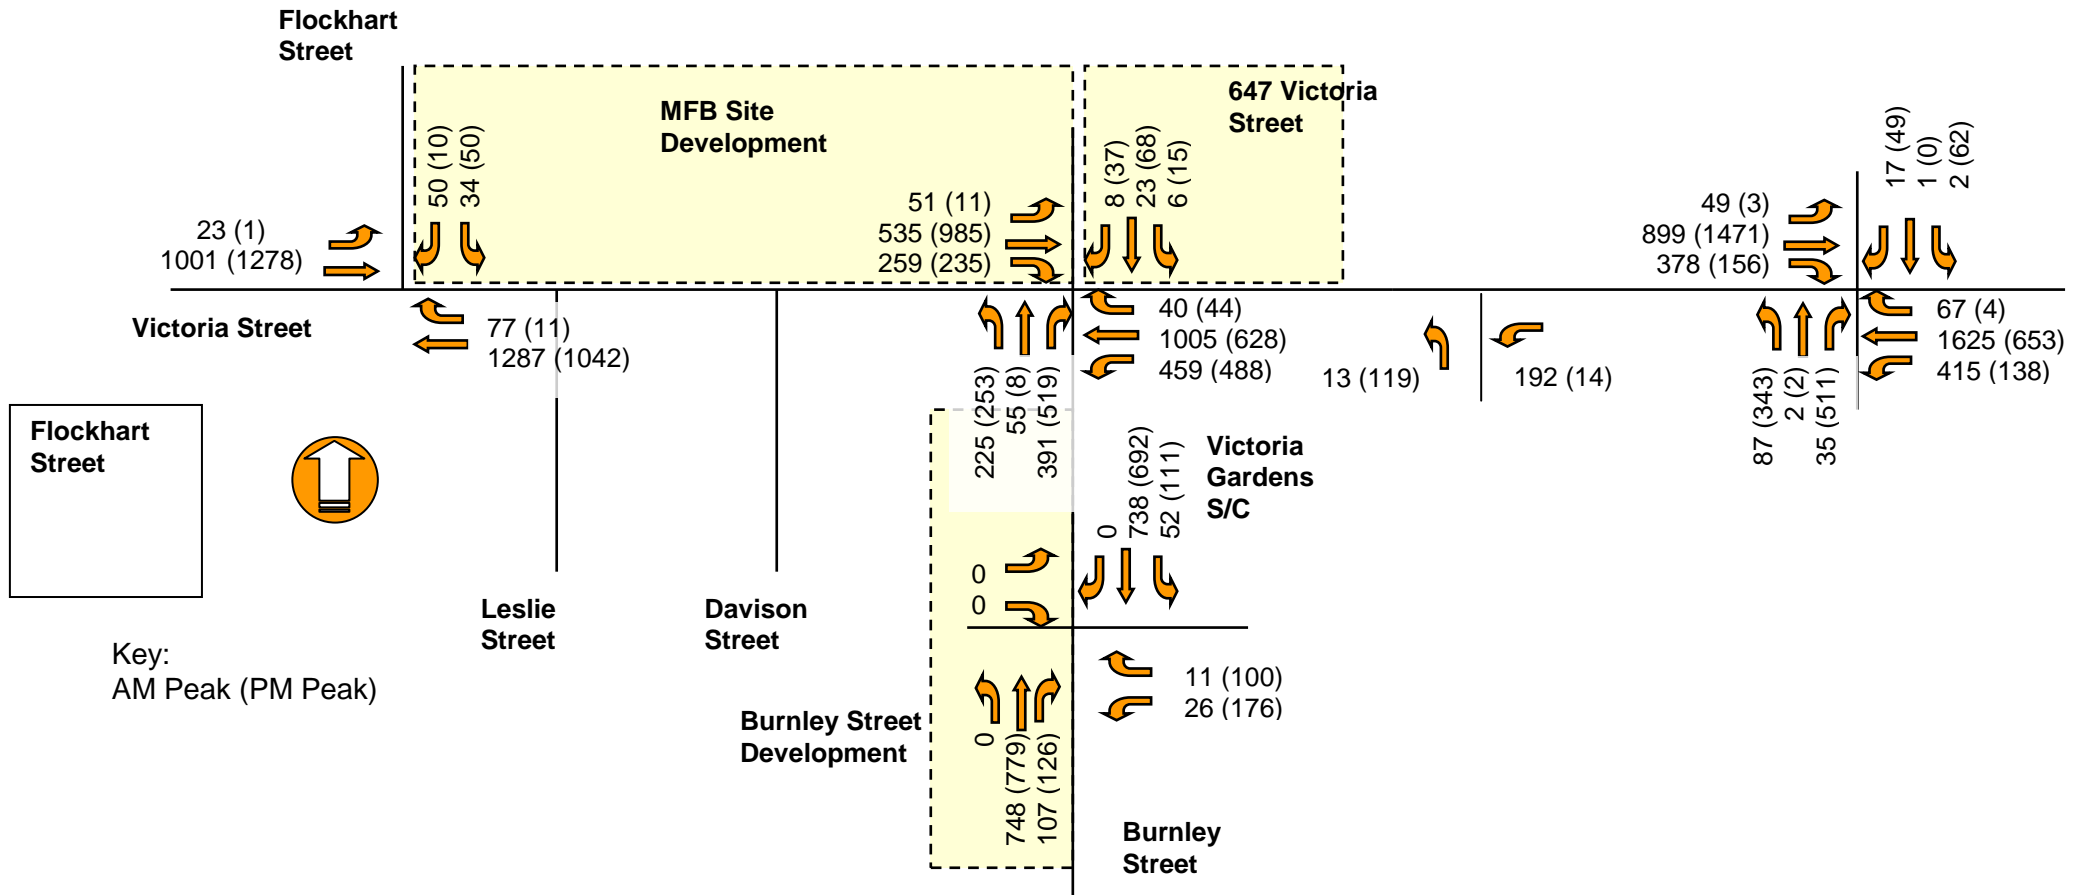 Flockhart
Street
MFB Site
Development
647 Victoria
Street
50 (10)
34 (50)
23 (1)
1001 (1278)
51 (11)
535 (985)
259 (235)
8 (37)
23 (68)
6 (15)
49 (3)
899 (1471)
378 (156)
17 (49)
1 (0)
2 (62)
Victoria Street
77 (11)
1287 (1042)
40 (44)
1005 (628)
459 (488)
225 (253)
55 (8)
391 (519)
13 (119)
192 (14)
67 (4)
1625 (653)
415 (138)
87 (343)
2 (2)
35 (511)
Flockhart
Street
Victoria
Gardens
S/C
0
738 (692)
52 (111)
0
0
Leslie
Street
Davison
Street
Key:
AM Peak (PM Peak)
11 (100)
26 (176)
Burnley Street
Development
0
748 (779)
107 (126)
Burnley
Street